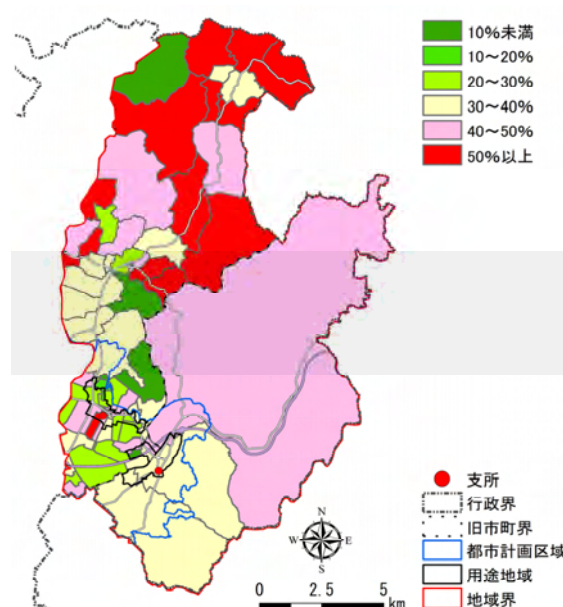 10%未満
10~20%
20~30%
30~40%
40~50%
50%以上
支所
行政界
旧市町界
都市計画区域
用途地域
地域界
N
W E
S
0 2.5 5
km